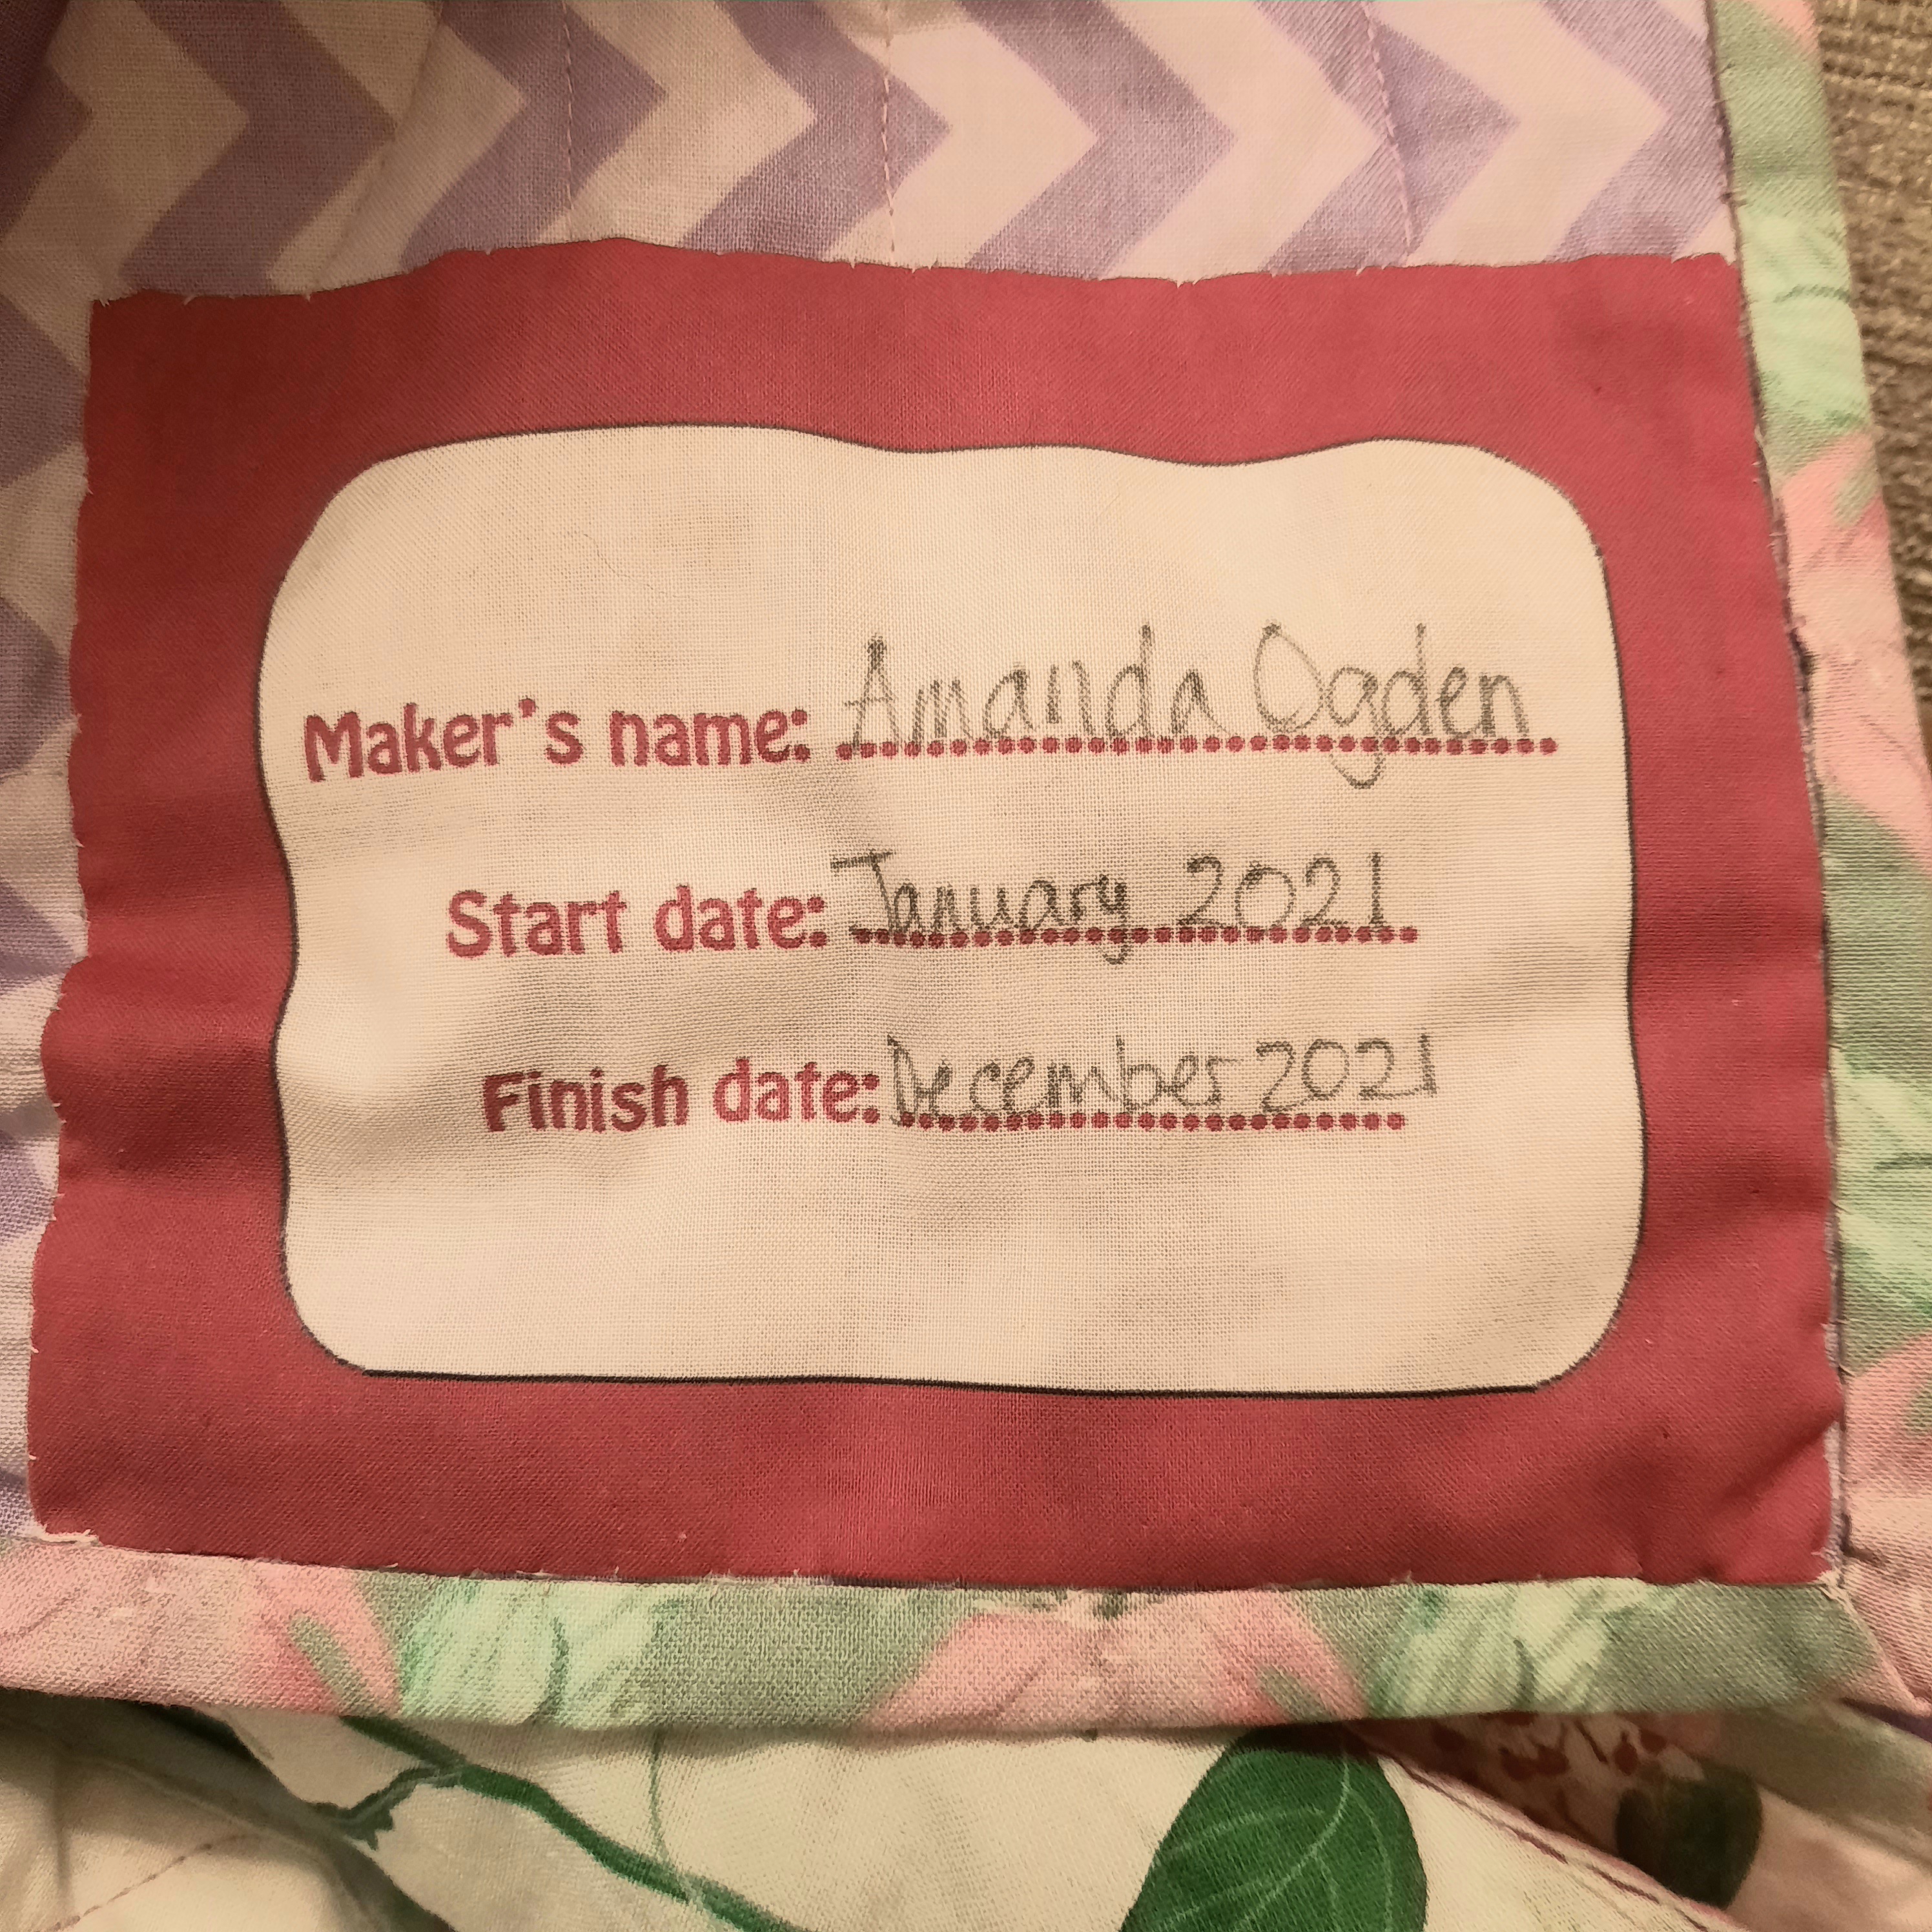 Maker's name: Amanda Ogden
Start date: January 2021
Finish date: December 2021